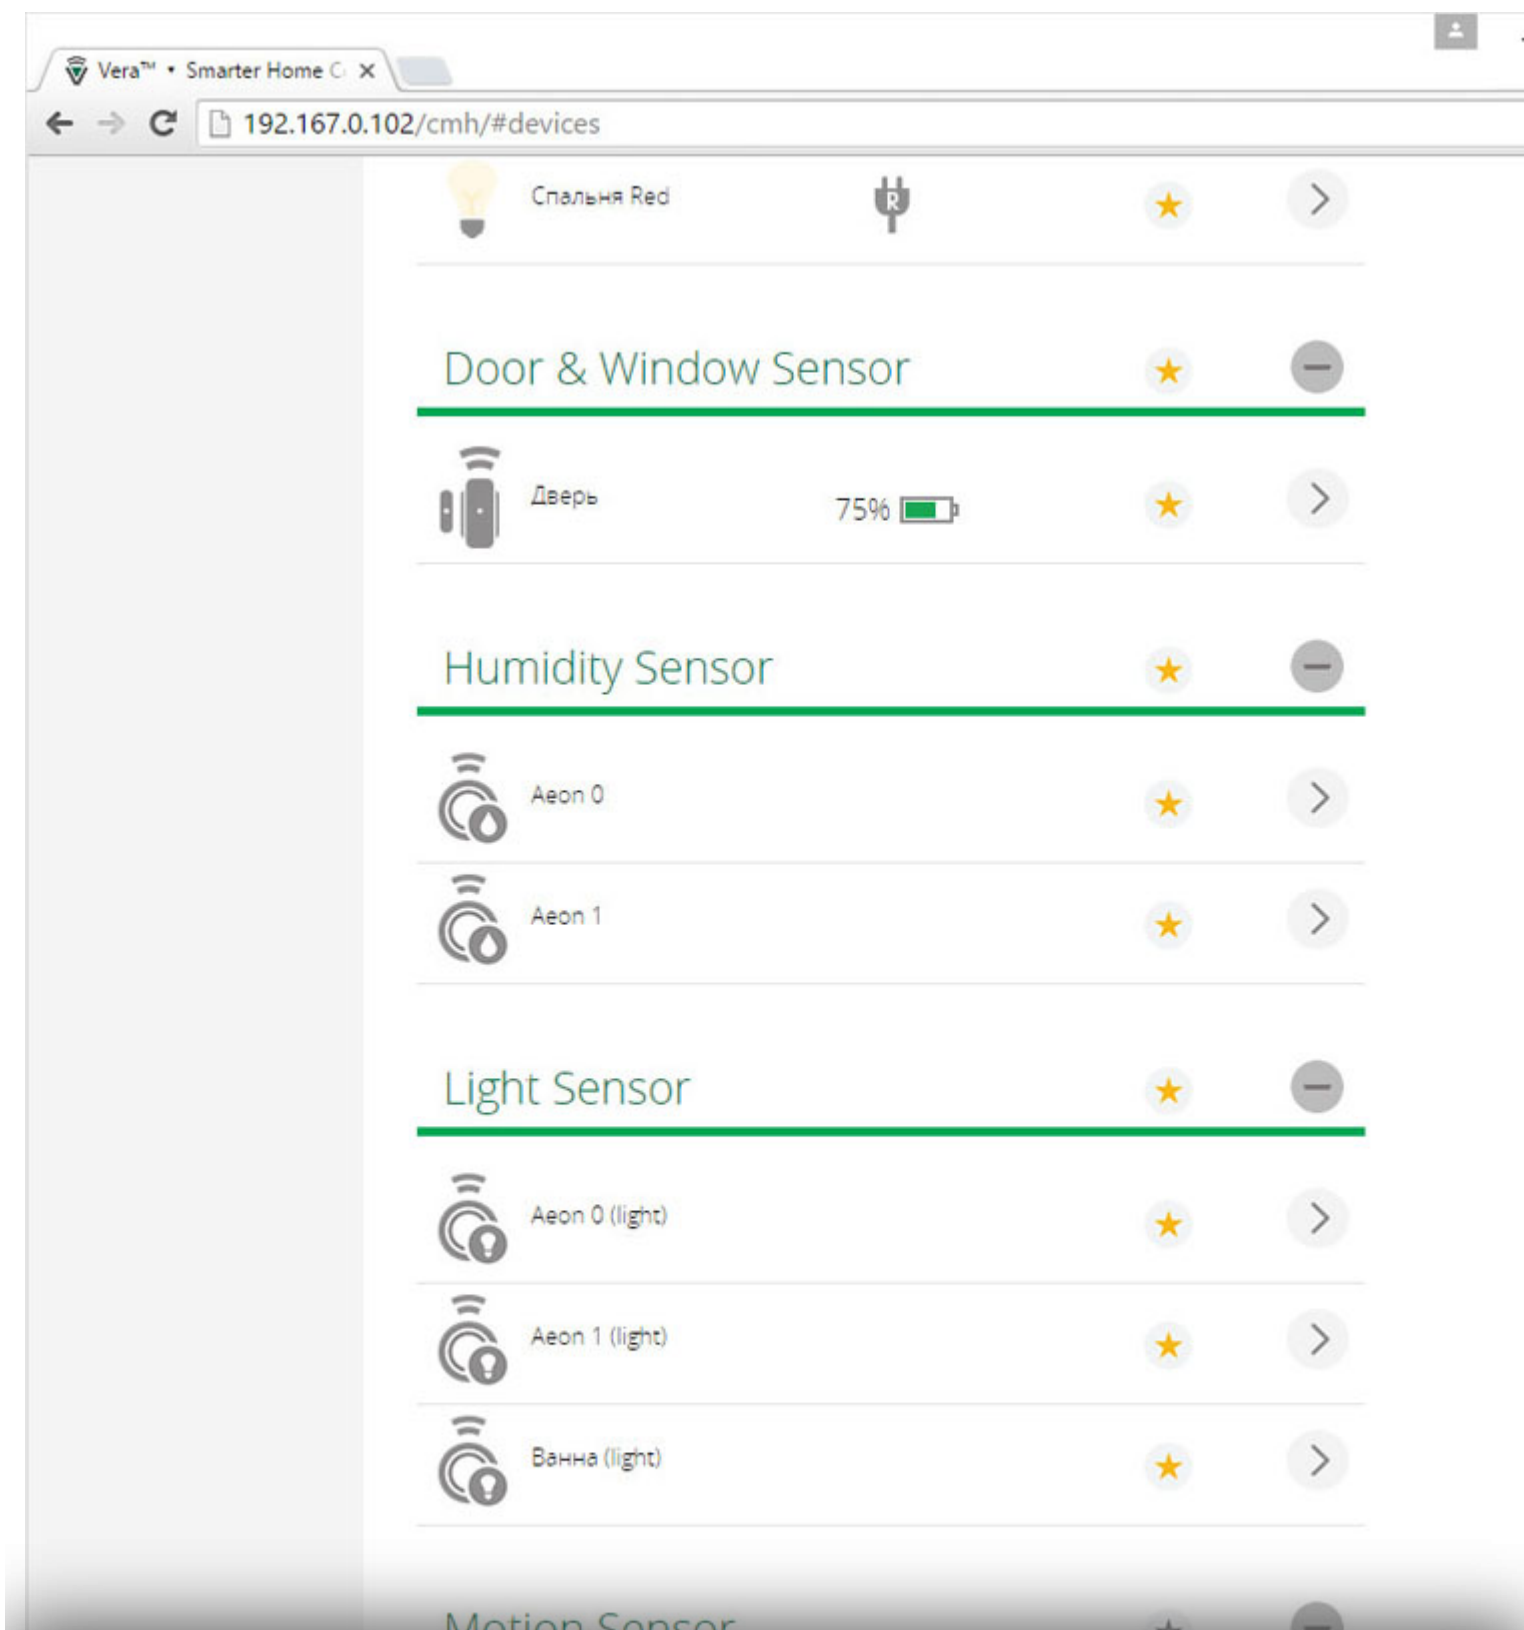 Vera™ • Smarter Home C
192.167.0.102/cmh/#devices
Спальня Red
R
Door & Window Sensor
Дверь
75%
Humidity Sensor
Aeon 0
Aeon 1
Light Sensor
Aeon 0 (light)
Aeon 1 (light)
Ванна (light)
Motion Sensor